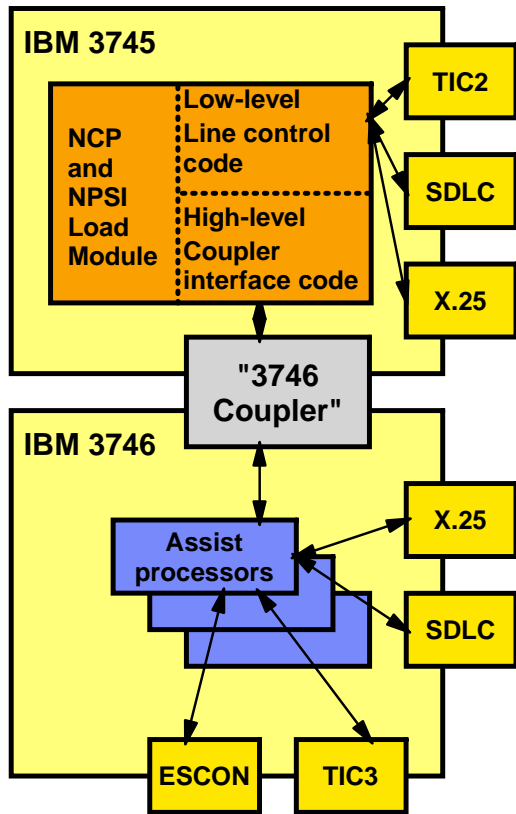 IBM 3745
NCP
and
NPSI
Load
Module
Low-level
Line control
code
High-level
Coupler
interface code
TIC2
SDLC
X.25
"3746
Coupler"
IBM 3746
Assist
processors
X.25
SDLC
ESCON
TIC3